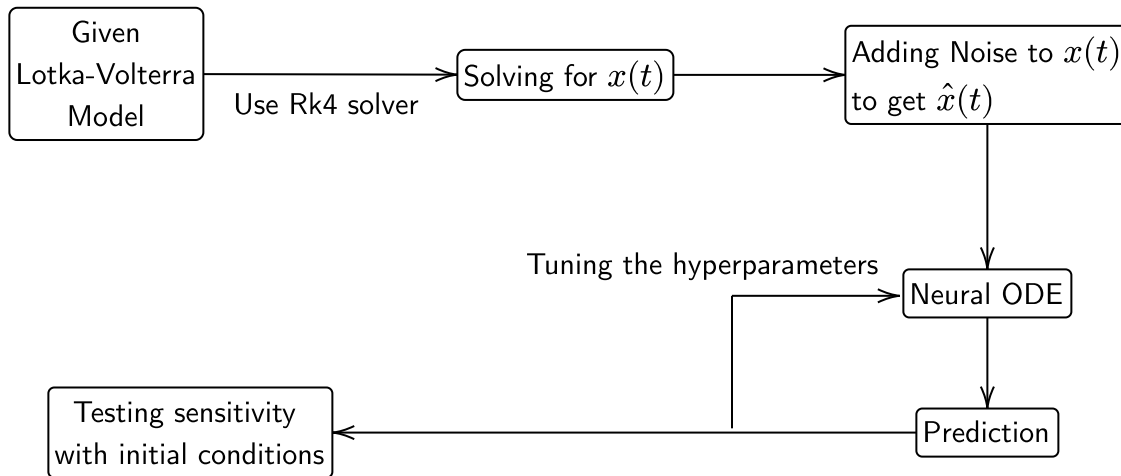 Given
Lotka-Volterra
Model
Use Rk4 solver
Solving for x(t)
Adding Noise to x(t)
to get x̂(t)
Tuning the hyperparameters
Neural ODE
Testing sensitivity
with initial conditions
Prediction